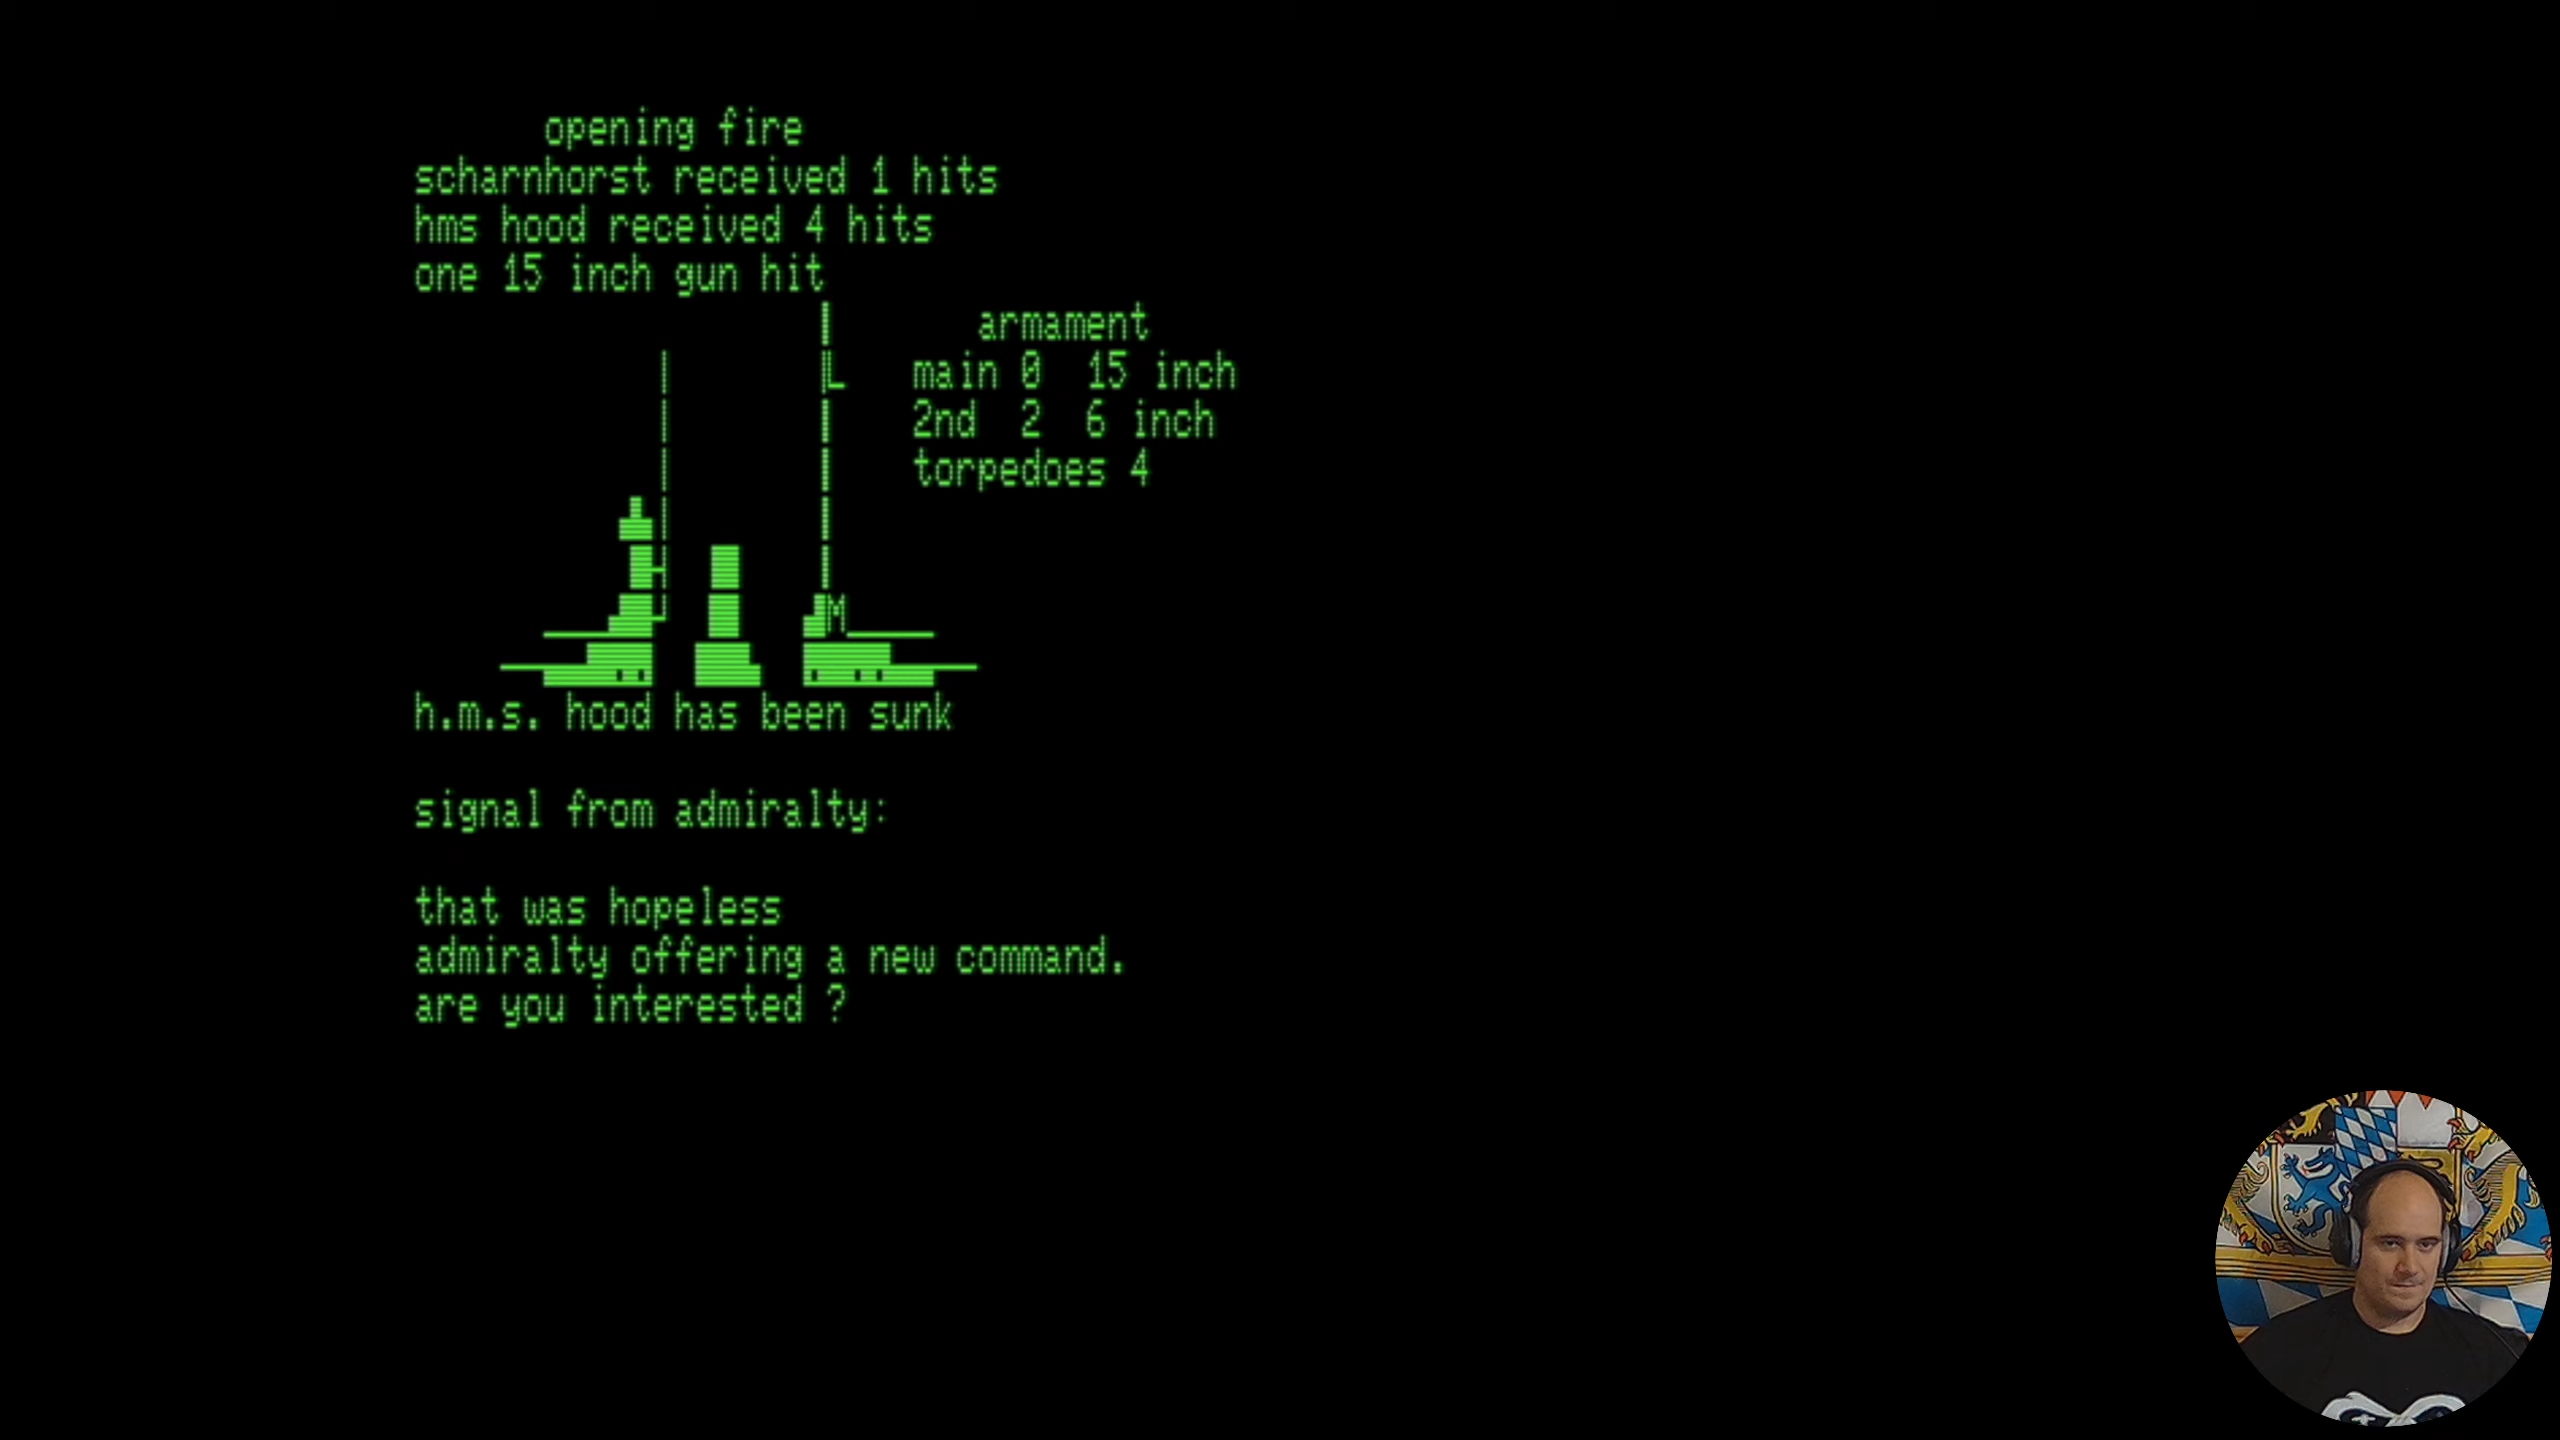 opening fire
scharnhorst received 1 hits
hms hood received 4 hits
one 15 inch gun hit
armament
main 0 15 inch
2nd 2 6 inch
torpedoes 4
h.m.s. hood has been sunk
signal from admiralty:
that was hopeless
admiralty offering a new command.
are you interested ?